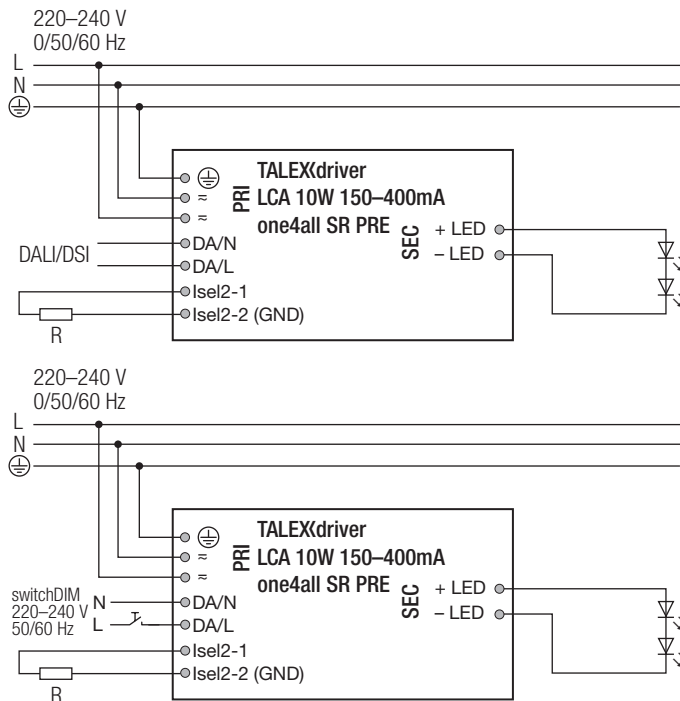 220–240 V
0/50/60 Hz
L
N
TALEXXdriver
LCA 10W 150–400mA
one4all SR PRE
PRI
≂
≂
DA/N
DALI/DSI
DA/L
Isel2-1
Isel2-2 (GND)
R
SEC
+ LED
– LED
220–240 V
0/50/60 Hz
L
N
TALEXXdriver
LCA 10W 150–400mA
one4all SR PRE
PRI
≂
≂
switchDIM
220–240 V
50/60 Hz
N
L
DA/N
DA/L
Isel2-1
Isel2-2 (GND)
R
SEC
+ LED
– LED